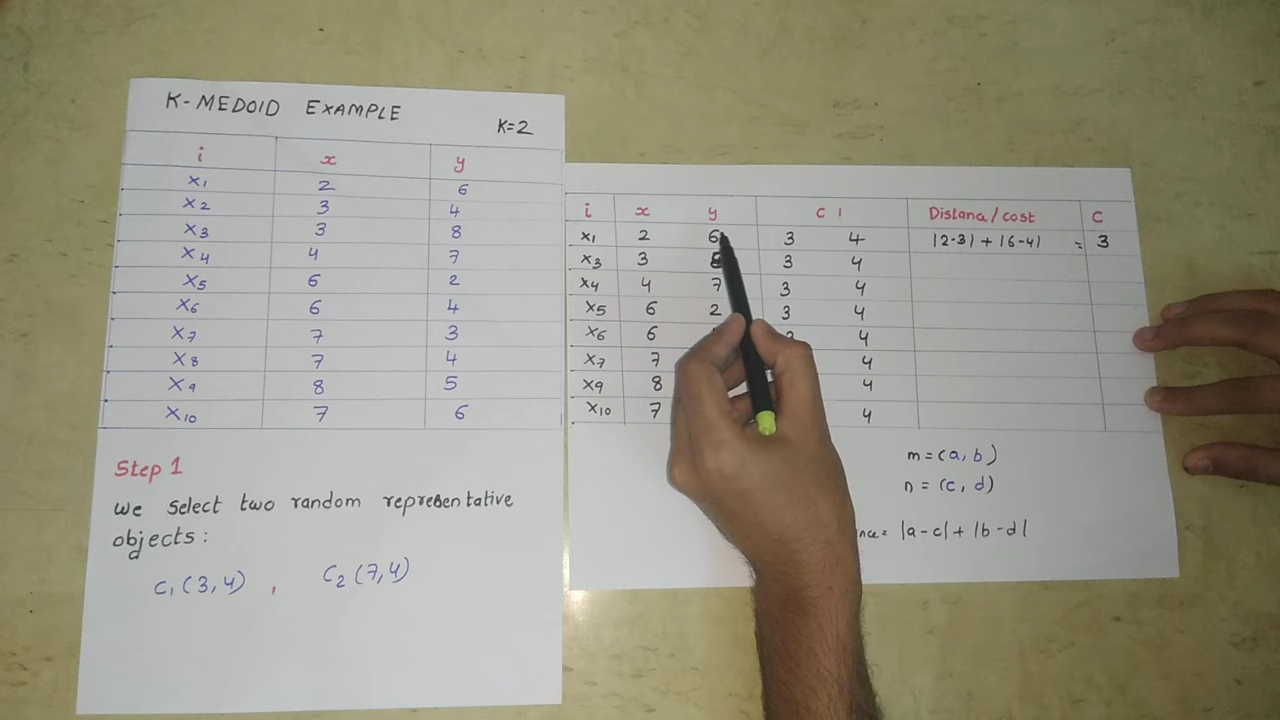 K-MEDOID EXAMPLE
K=2
i x y
x1 2 6
x2 3 4
x3 3 8
x4 4 7
x5 6 2
x6 6 4
x7 7 3
x8 7 4
x9 8 5
x10 7 6
Step 1
we select two random representative
objects:
C1(3,4) , C2(7,4)
i x y C1 Distana/cost C
x1 2 6 3 4 |2-3| + |6-4| = 3
x3 3 3 4
x4 4 7 3 4
x5 6 2 3 4
x6 6 4
x7 7 4
x9 8 4
x10 7 4
m=(a,b)
n=(c,d)
= |a-c|+|b-d|